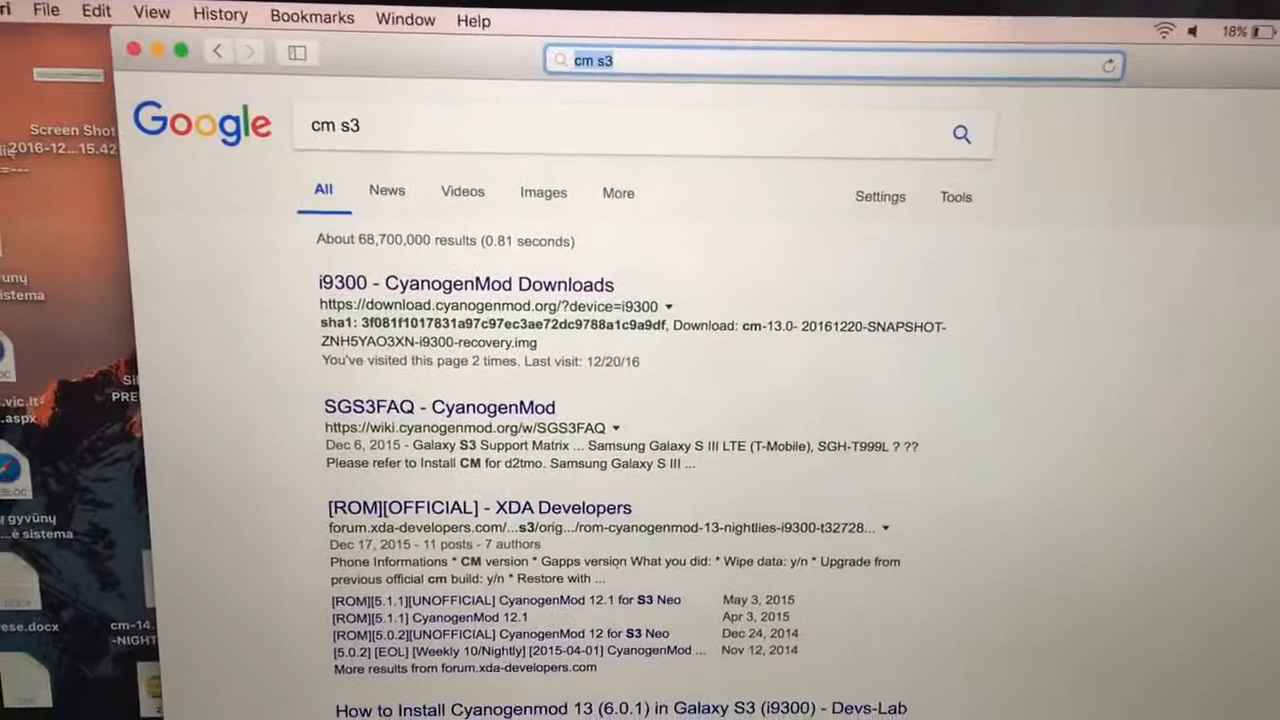 File Edit View History Bookmarks Window Help
18%
cm s3
Google
cm s3
All News Videos Images More Settings Tools
About 68,700,000 results (0.81 seconds)
i9300 - CyanogenMod Downloads
https://download.cyanogenmod.org/?device=i9300
sha1: 3f081f1017831a97c97ec3ae72dc9788a1c9a9df, Download: cm-13.0- 20161220-SNAPSHOT-
ZNH5YAO3XN-i9300-recovery.img
You've visited this page 2 times. Last visit: 12/20/16
SGS3FAQ - CyanogenMod
https://wiki.cyanogenmod.org/w/SGS3FAQ
Dec 6, 2015 - Galaxy S3 Support Matrix ... Samsung Galaxy S III LTE (T-Mobile), SGH-T999L ? ??
Please refer to Install CM for d2tmo. Samsung Galaxy S III ...
[ROM][OFFICIAL] - XDA Developers
forum.xda-developers.com/...s3/orig.../rom-cyanogenmod-13-nightlies-i9300-t32728...
Dec 17, 2015 - 11 posts - 7 authors
Phone Informations * CM version * Gapps version What you did: * Wipe data: y/n * Upgrade from
previous official cm build: y/n * Restore with ...
[ROM][5.1.1][UNOFFICIAL] CyanogenMod 12.1 for S3 Neo May 3, 2015
[ROM][5.1.1] CyanogenMod 12.1 Apr 3, 2015
[ROM][5.0.2][UNOFFICIAL] CyanogenMod 12 for S3 Neo Dec 24, 2014
[5.0.2] [EOL] [Weekly 10/Nightly] [2015-04-01] CyanogenMod ... Nov 12, 2014
More results from forum.xda-developers.com
How to Install Cyanogenmod 13 (6.0.1) in Galaxy S3 (i9300) - Devs-Lab
Screen Shot
2016-12...15.42
istema
PRE
.vic.lt-
.aspx
gyvūnų
...ė sistema
ese.docx
cm-14.
-NIGHT